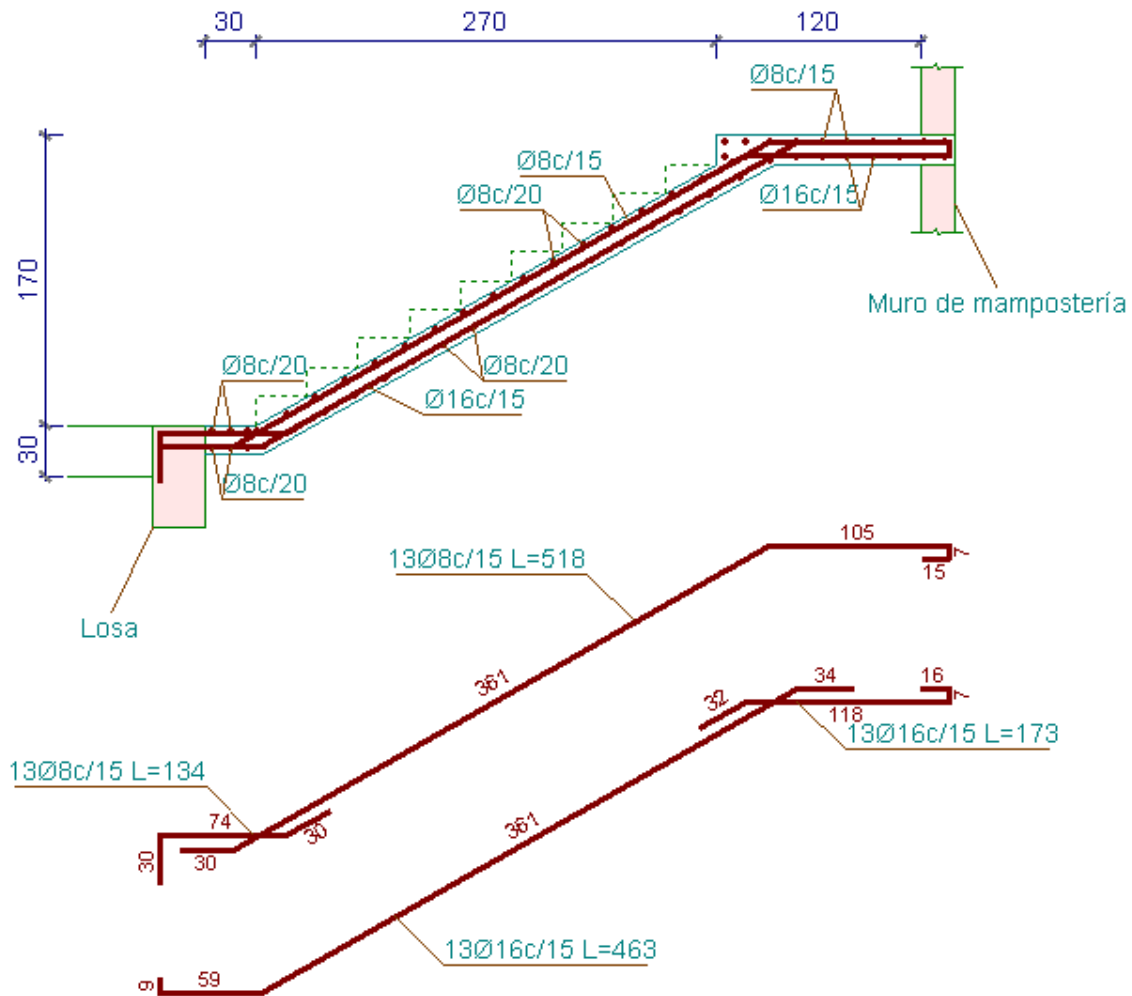 30
270
120
Ø8c/15
Ø8c/15
Ø8c/20
Ø16c/15
170
Muro de mampostería
Ø8c/20
Ø8c/20
Ø16c/15
30
Ø8c/20
105
13Ø8c/15 L=518
7
15
Losa
361
34
16
32
7
118
13Ø16c/15 L=173
13Ø8c/15 L=134
74
30
361
30
30
13Ø16c/15 L=463
59
9